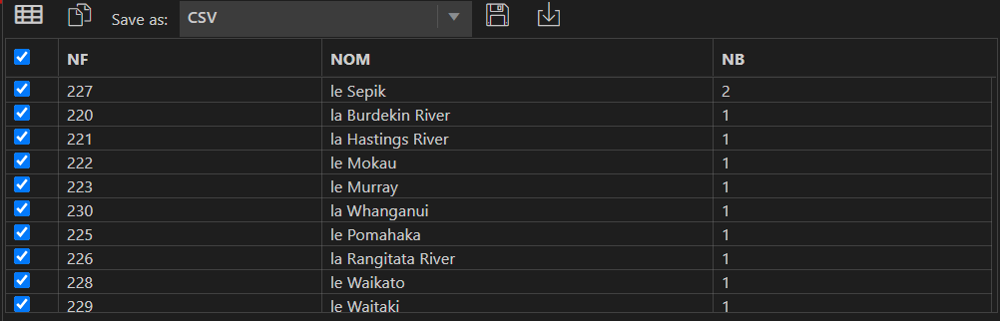 Save as: CSV
NF NOM NB
227 le Sepik 2
220 la Burdekin River 1
221 la Hastings River 1
222 le Mokau 1
223 le Murray 1
230 la Whanganui 1
225 le Pomahaka 1
226 la Rangitata River 1
228 le Waikato 1
229 le Waitaki 1